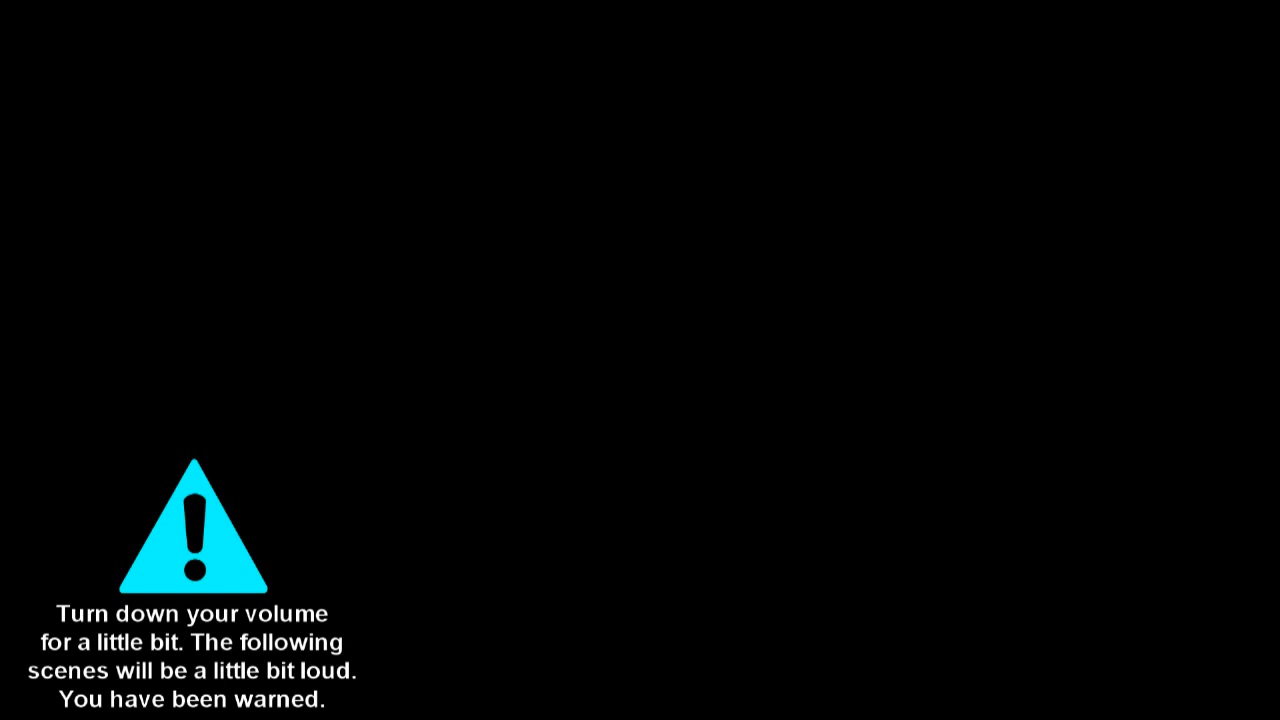 Turn down your volume
for a little bit. The following
scenes will be a little bit loud.
You have been warned.